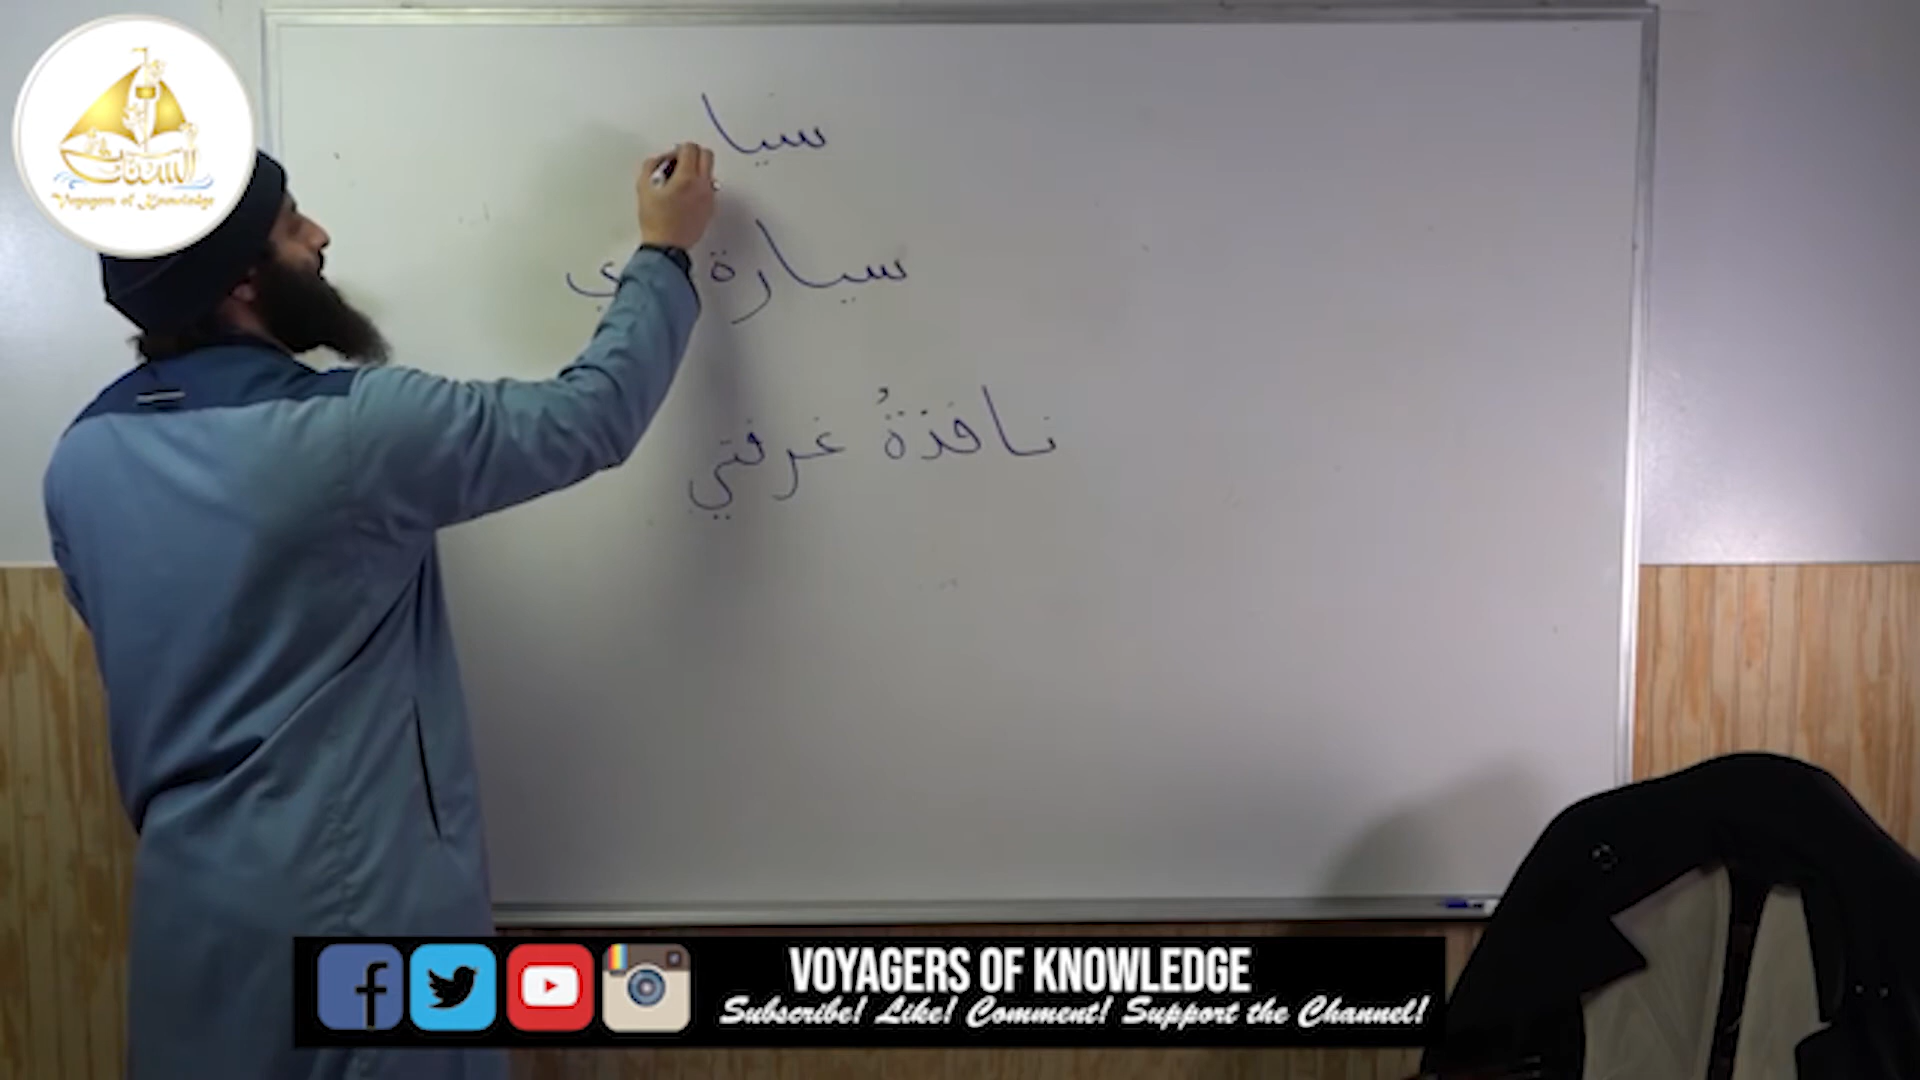 سيا
سيارة
نافذةُ غرفتي
Voyagers of Knowledge
VOYAGERS OF KNOWLEDGE
Subscribe! Like! Comment! Support the Channel!